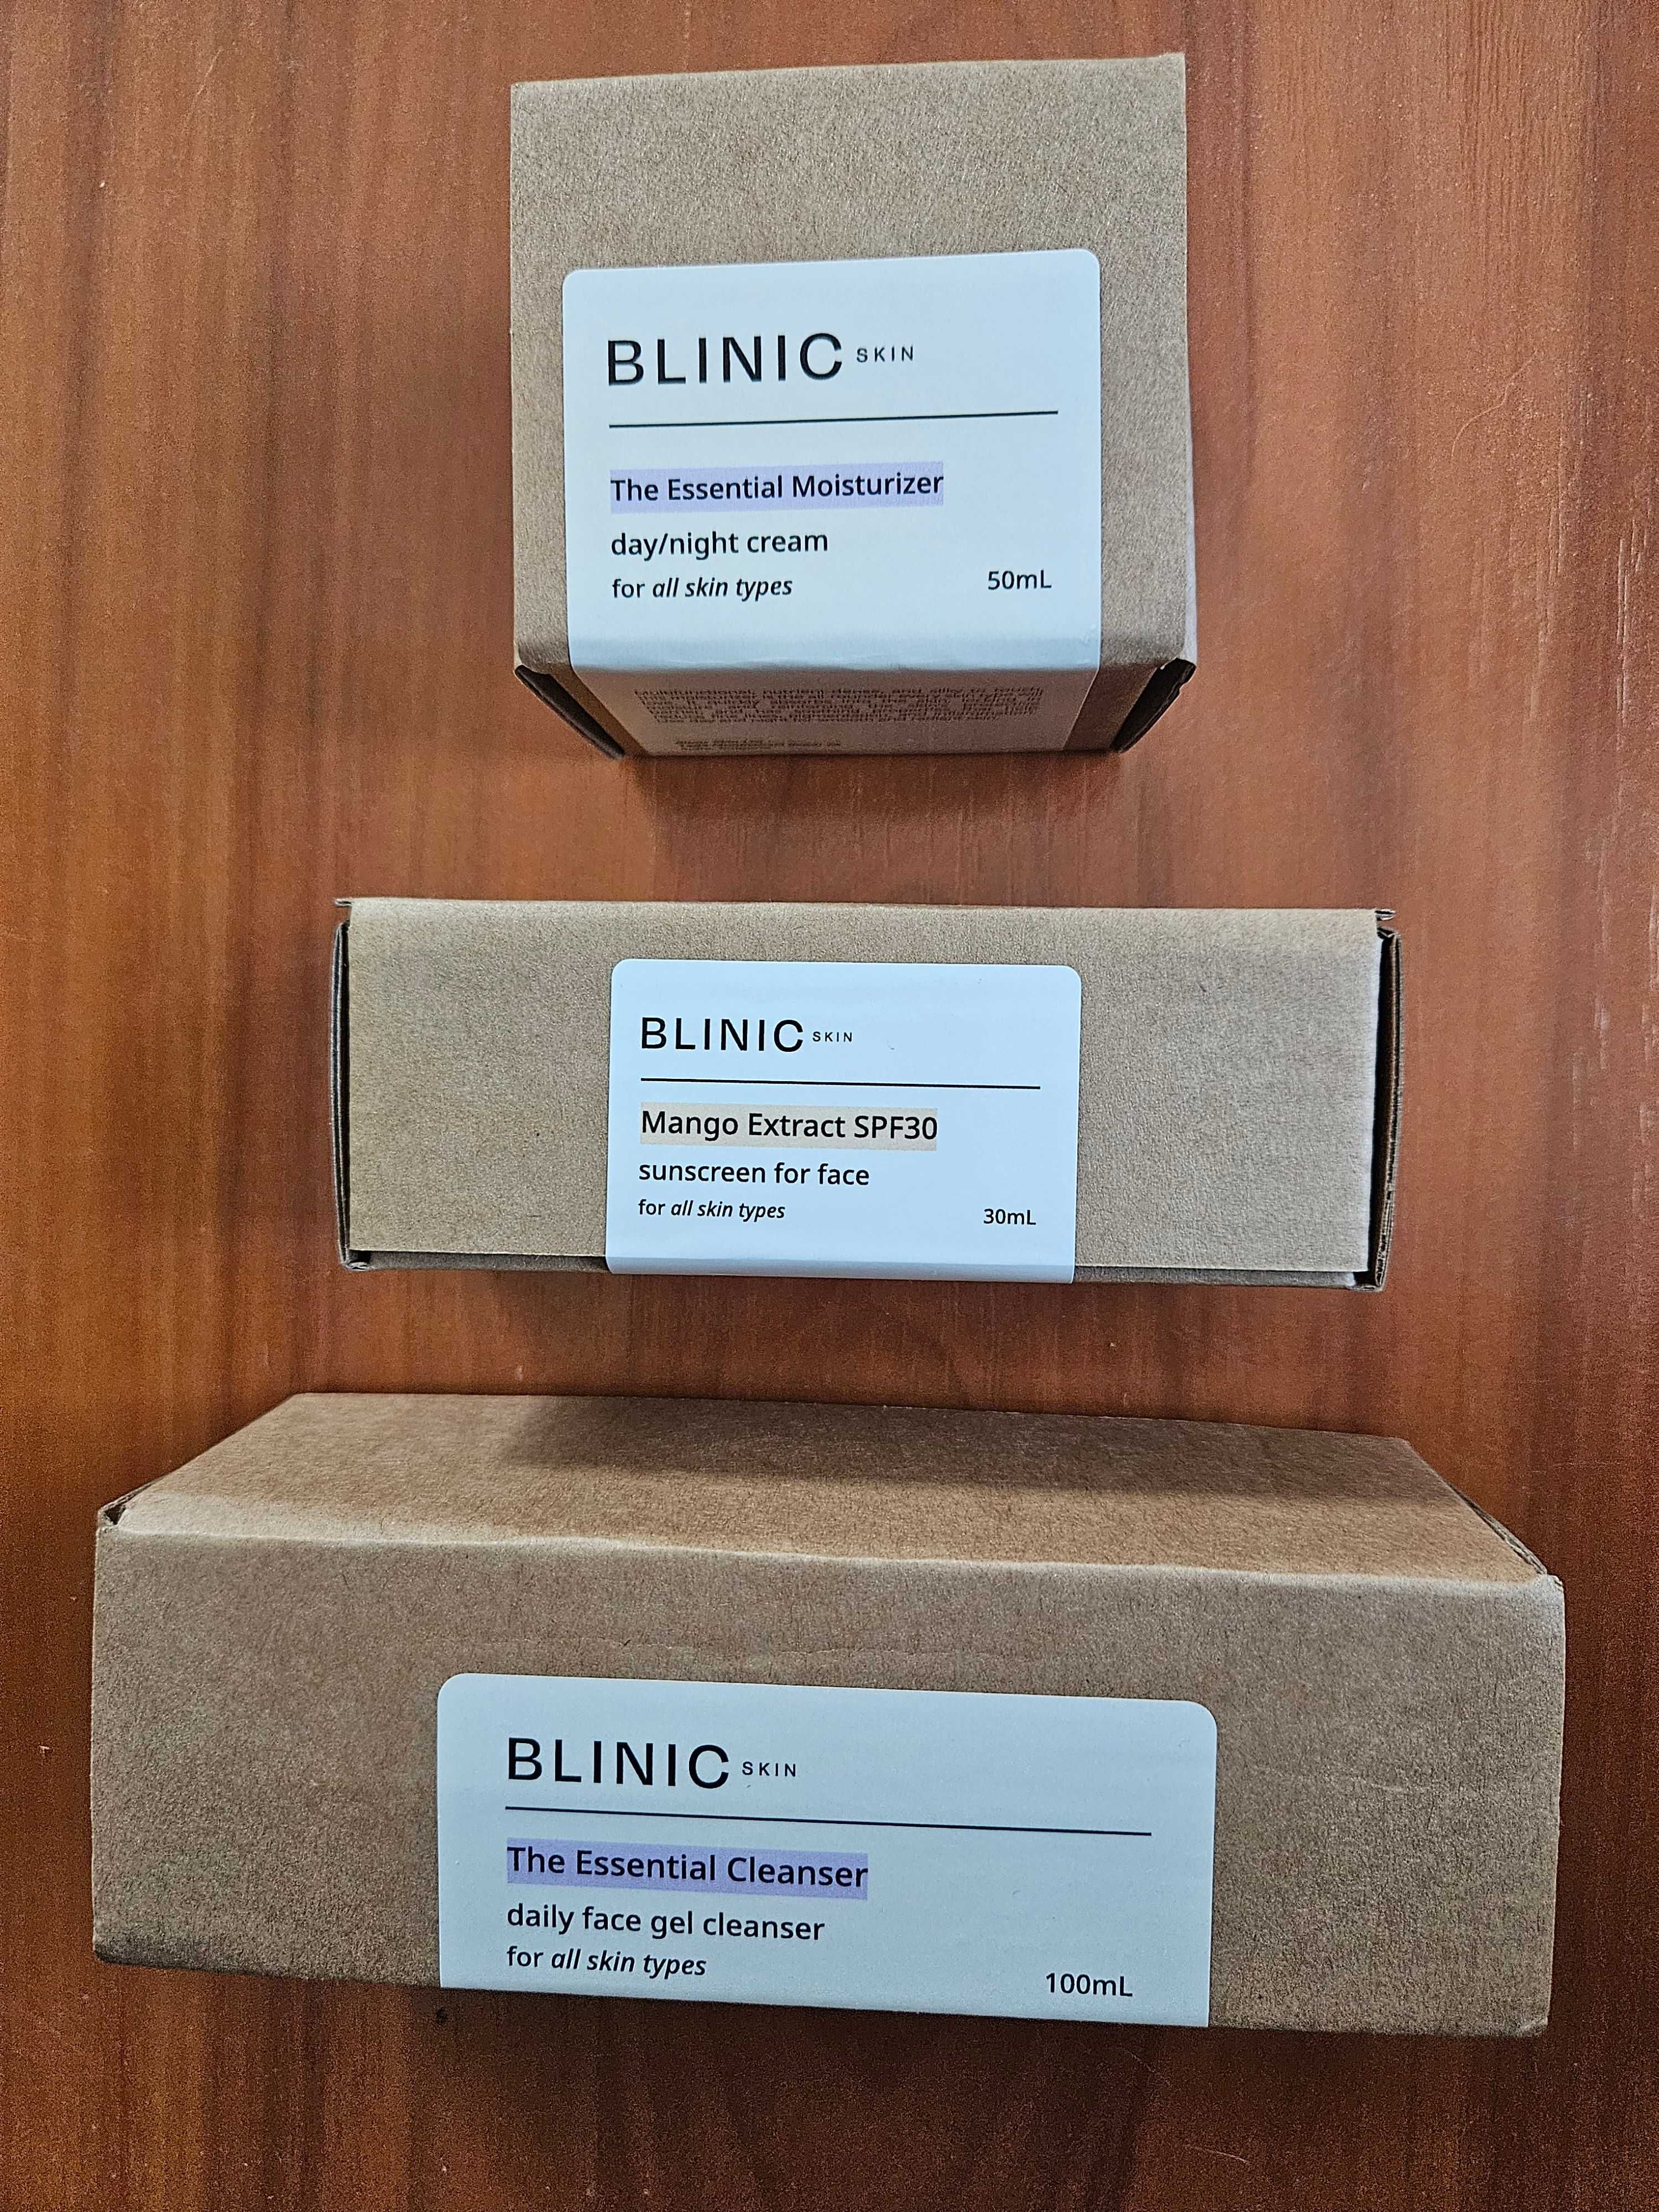 BLINIC SKIN
The Essential Moisturizer
day/night cream
for all skin types
50mL
BLINIC SKIN
Mango Extract SPF30
sunscreen for face
for all skin types
30mL
BLINIC SKIN
The Essential Cleanser
daily face gel cleanser
for all skin types
100mL